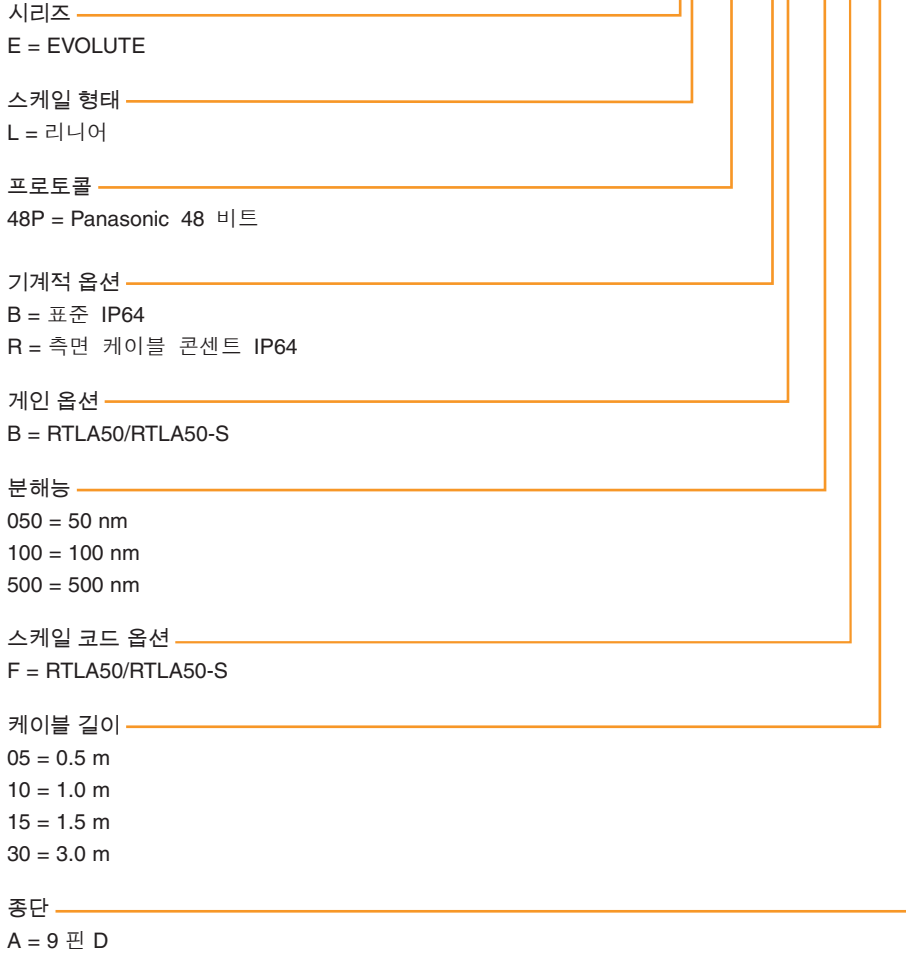 시리즈
E = EVOLUTE
스케일 형태
L = 리니어
프로토콜
48P = Panasonic 48 비트
기계적 옵션
B = 표준 IP64
R = 측면 케이블 콘센트 IP64
게인 옵션
B = RTLA50/RTLA50-S
분해능
050 = 50 nm
100 = 100 nm
500 = 500 nm
스케일 코드 옵션
F = RTLA50/RTLA50-S
케이블 길이
05 = 0.5 m
10 = 1.0 m
15 = 1.5 m
30 = 3.0 m
종단
A = 9 핀 D